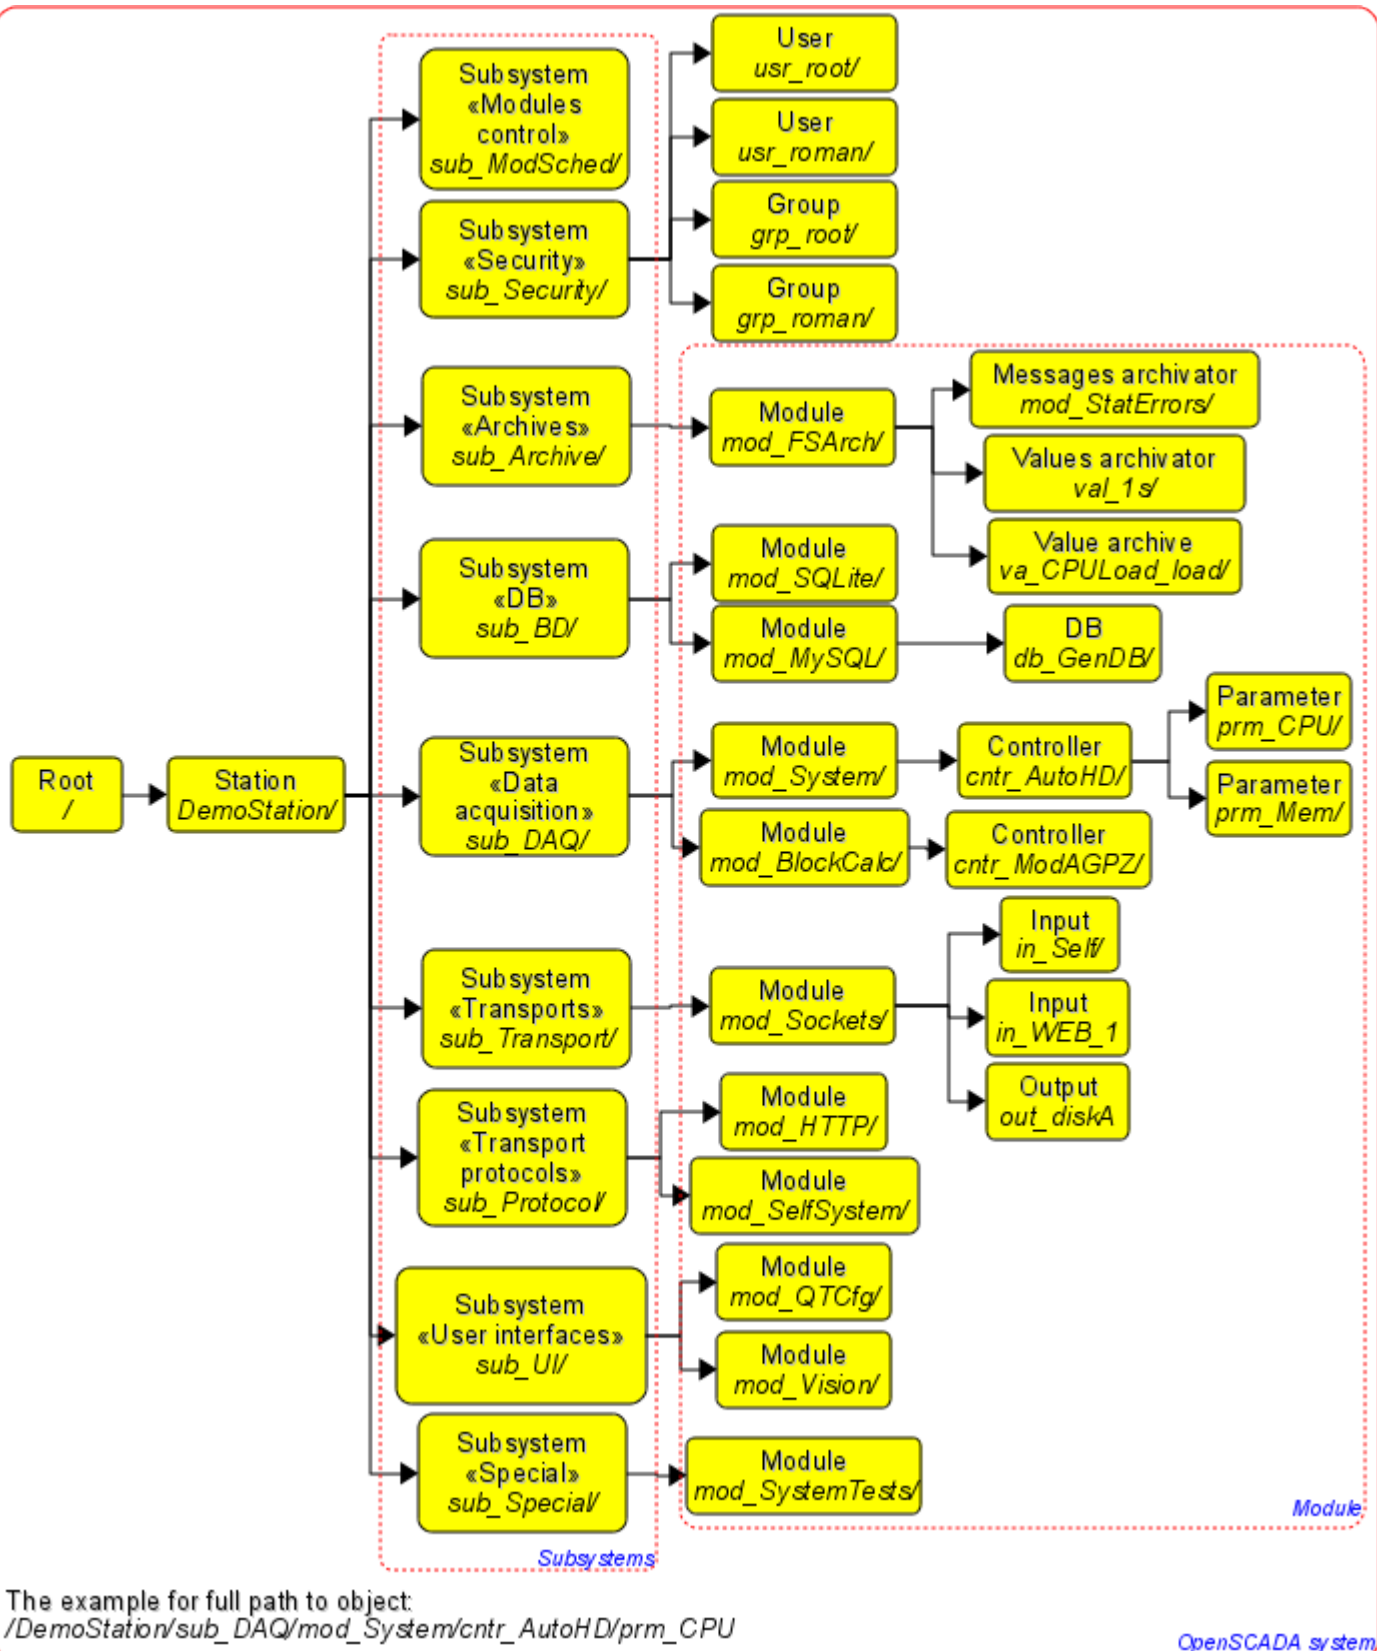 Root
/
Station
DemoStation/
Subsystem
«Modules
control»
sub_ModSched/
Subsystem
«Security»
sub_Security/
User
usr_root/
User
usr_roman/
Group
grp_root/
Group
grp_roman/
Subsystem
«Archives»
sub_Archive/
Module
mod_FSArch/
Messages archivator
mod_StatErrors/
Values archivator
val_1s/
Value archive
va_CPULoad_load/
Subsystem
«DB»
sub_BD/
Module
mod_SQLite/
Module
mod_MySQL/
DB
db_GenDB/
Subsystem
«Data
acquisition»
sub_DAQ/
Module
mod_System/
Controller
cntr_AutoHD/
Parameter
prm_CPU/
Parameter
prm_Mem/
Module
mod_BlockCalc/
Controller
cntr_ModAGPZ/
Subsystem
«Transports»
sub_Transport/
Module
mod_Sockets/
Input
in_Self/
Input
in_WEB_1
Output
out_diskA
Subsystem
«Transport
protocols»
sub_Protocol/
Module
mod_HTTP/
Module
mod_SelfSystem/
Subsystem
«User interfaces»
sub_UI/
Module
mod_QTCfg/
Module
mod_Vision/
Subsystem
«Special»
sub_Special/
Module
mod_SystemTests/
Module
Subsystems
The example for full path to object:
/DemoStation/sub_DAQ/mod_System/cntr_AutoHD/prm_CPU
OpenSCADA system